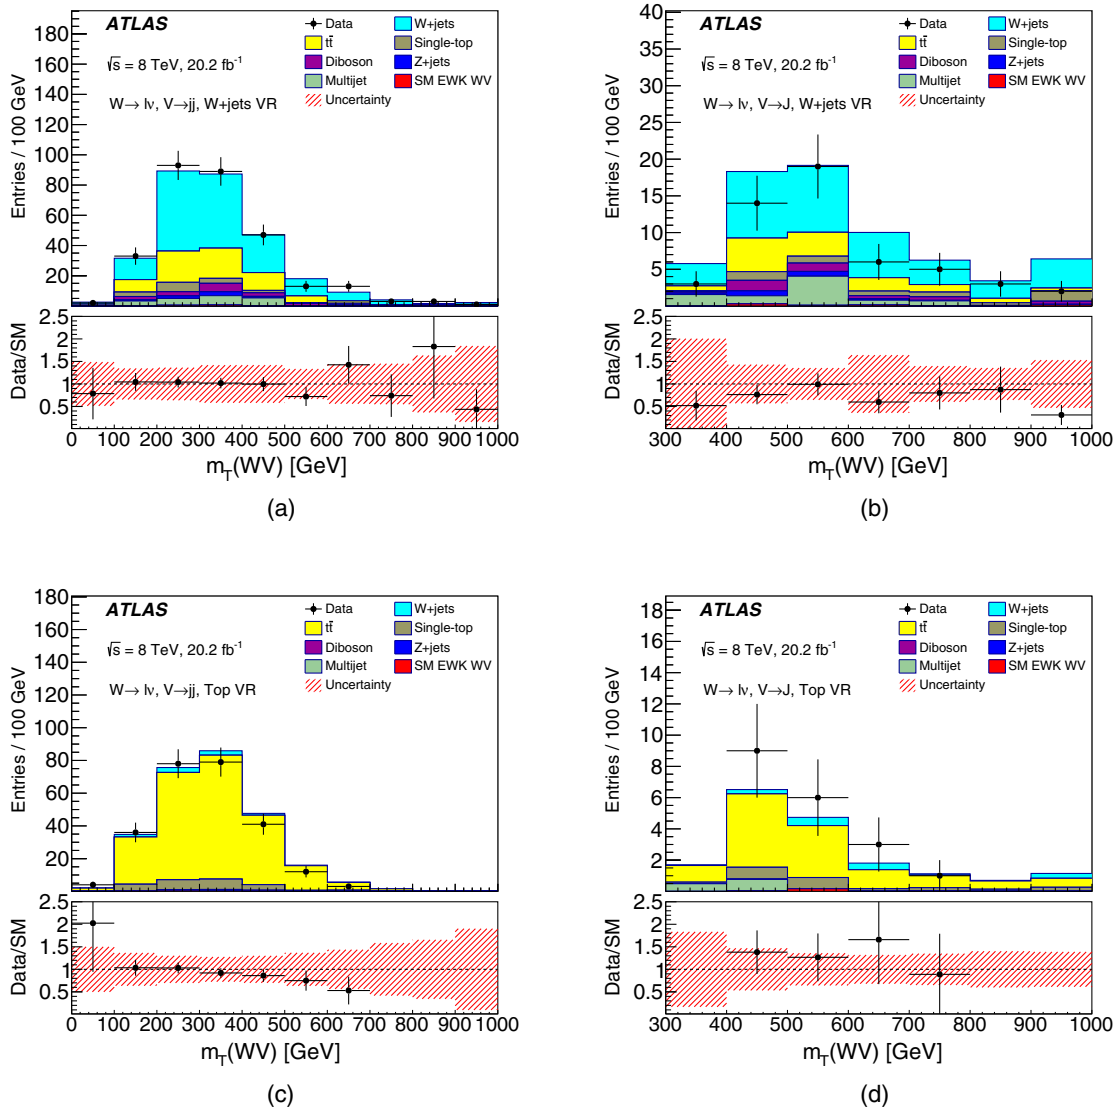 ATLAS
√s = 8 TeV, 20.2 fb⁻¹
W→ lν, V→jj, W+jets VR
Data W+jets
tt̄ Single-top
Diboson Z+jets
Multijet SM EWK WV
Uncertainty
Entries / 100 GeV
180
160
140
120
100
80
60
40
20
Data/SM
2.5
2
1.5
1
0.5
0 100 200 300 400 500 600 700 800 900 1000
m_T(WV) [GeV]
(a)
ATLAS
√s = 8 TeV, 20.2 fb⁻¹
W→ lν, V→J, W+jets VR
Data W+jets
tt̄ Single-top
Diboson Z+jets
Multijet SM EWK WV
Uncertainty
Entries / 100 GeV
40
35
30
25
20
15
10
5
Data/SM
2.5
2
1.5
1
0.5
300 400 500 600 700 800 900 1000
m_T(WV) [GeV]
(b)
ATLAS
√s = 8 TeV, 20.2 fb⁻¹
W→ lν, V→jj, Top VR
Data W+jets
tt̄ Single-top
Diboson Z+jets
Multijet SM EWK WV
Uncertainty
Entries / 100 GeV
180
160
140
120
100
80
60
40
20
Data/SM
2.5
2
1.5
1
0.5
0 100 200 300 400 500 600 700 800 900 1000
m_T(WV) [GeV]
(c)
ATLAS
√s = 8 TeV, 20.2 fb⁻¹
W→ lν, V→J, Top VR
Data W+jets
tt̄ Single-top
Diboson Z+jets
Multijet SM EWK WV
Uncertainty
Entries / 100 GeV
18
16
14
12
10
8
6
4
2
Data/SM
2.5
2
1.5
1
0.5
300 400 500 600 700 800 900 1000
m_T(WV) [GeV]
(d)